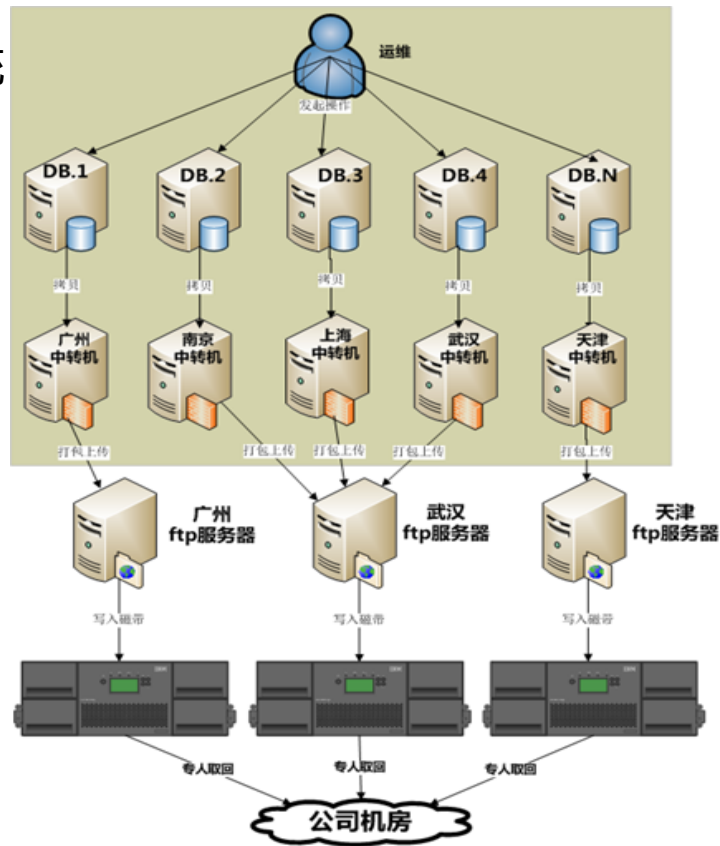 运维
发起操作
DB.1
DB.2
DB.3
DB.4
DB.N
拷贝
拷贝
拷贝
拷贝
拷贝
广州
中转机
南京
中转机
上海
中转机
武汉
中转机
天津
中转机
打包上传
打包上传
打包上传
打包上传
打包上传
广州
ftp服务器
武汉
ftp服务器
天津
ftp服务器
写入磁带
写入磁带
写入磁带
专人取回
专人取回
专人取回
公司机房